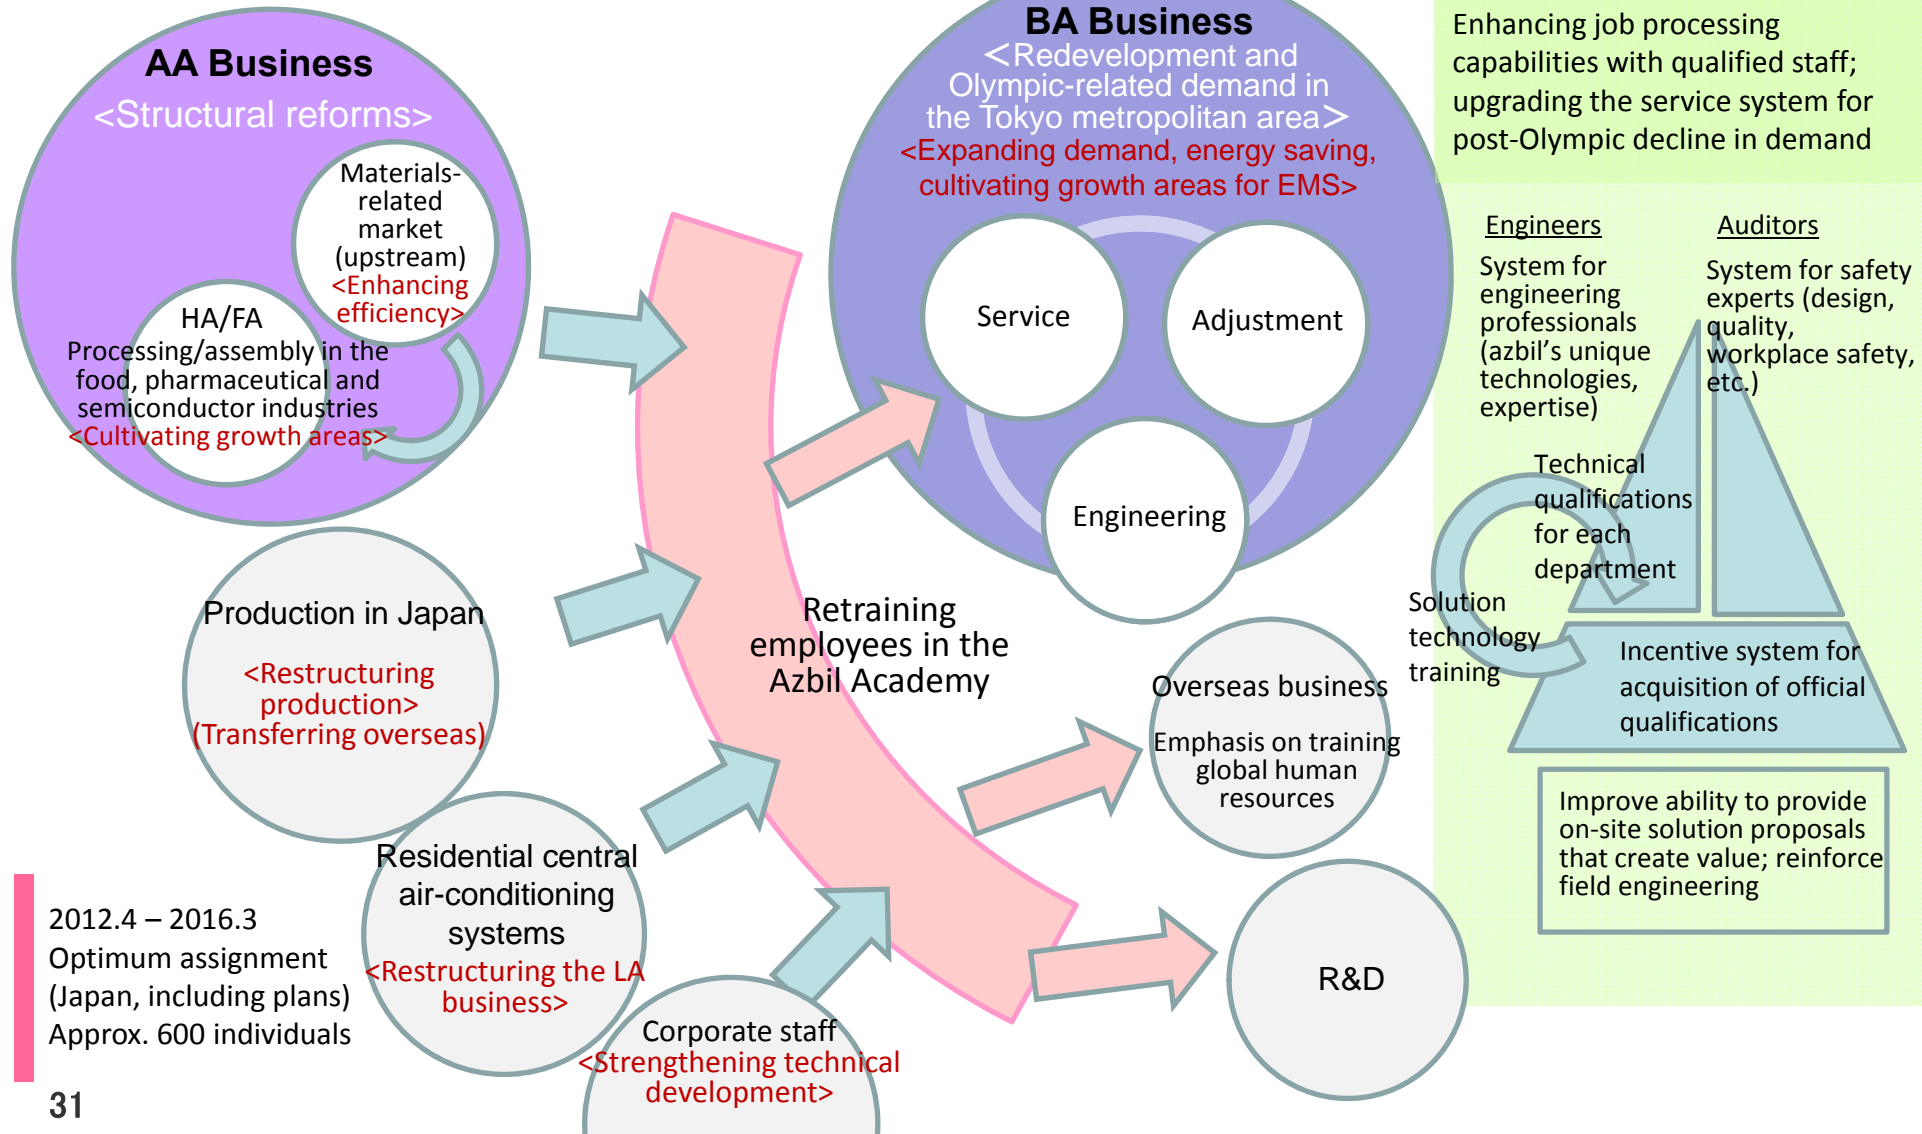 AA Business
<Structural reforms>
Materials-
related
market
(upstream)
<Enhancing
efficiency>
HA/FA
Processing/assembly in the
food, pharmaceutical and
semiconductor industries
<Cultivating growth areas>
BA Business
<Redevelopment and
Olympic-related demand in
the Tokyo metropolitan area>
<Expanding demand, energy saving,
cultivating growth areas for EMS>
Service
Adjustment
Engineering
Production in Japan
<Restructuring
production>
(Transferring overseas)
Residential central
air-conditioning
systems
<Restructuring the LA
business>
Corporate staff
<Strengthening technical
development>
Retraining
employees in the
Azbil Academy
Overseas business
Emphasis on training
global human
resources
R&D
Enhancing job processing
capabilities with qualified staff;
upgrading the service system for
post-Olympic decline in demand
Engineers
System for
engineering
professionals
(azbil's unique
technologies,
expertise)
Auditors
System for safety
experts (design,
quality,
workplace safety,
etc.)
Technical
qualifications
for each
department
Solution
technology
training
Incentive system for
acquisition of official
qualifications
Improve ability to provide
on-site solution proposals
that create value; reinforce
field engineering
2012.4 – 2016.3
Optimum assignment
(Japan, including plans)
Approx. 600 individuals
31